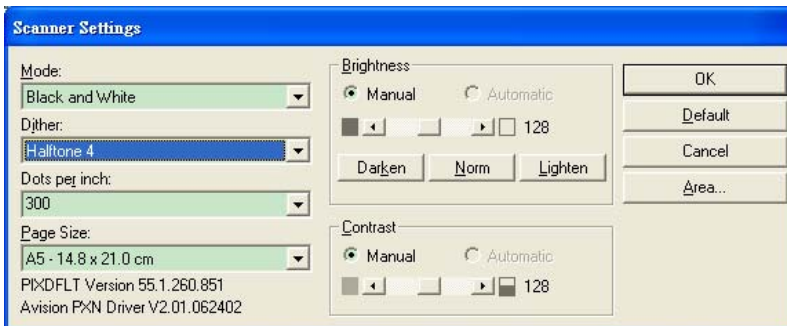 Scanner Settings
Mode:
Black and White
Dither:
Halftone 4
Dots per inch:
300
Page Size:
A5 - 14.8 x 21.0 cm
PIXDFLT Version 55.1.260.851
Avision PXN Driver V2.01.062402
Brightness
Manual
Automatic
128
Darken
Norm
Lighten
Contrast
Manual
Automatic
128
OK
Default
Cancel
Area...